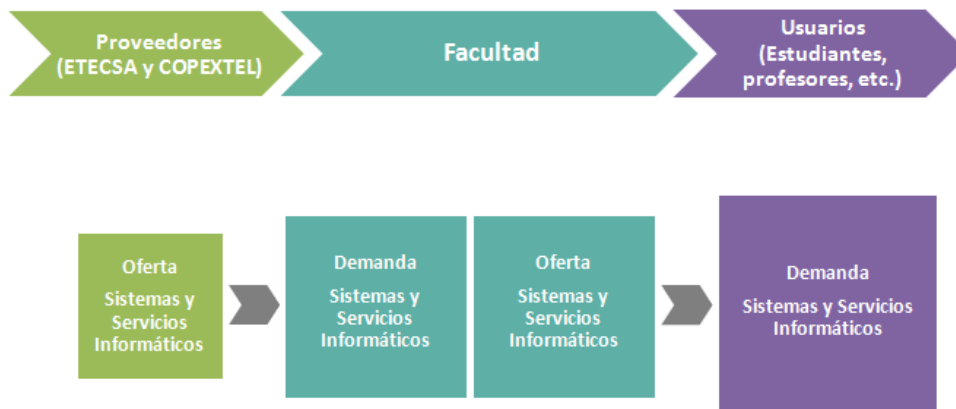 Proveedores
(ETECSA y COPEXTEL)
Facultad
Usuarios
(Estudiantes,
profesores, etc.)
Oferta
Sistemas y
Servicios
Informáticos
Demanda
Sistemas y
Servicios
Informáticos
Oferta
Sistemas y
Servicios
Informáticos
Demanda
Sistemas y Servicios
Informáticos